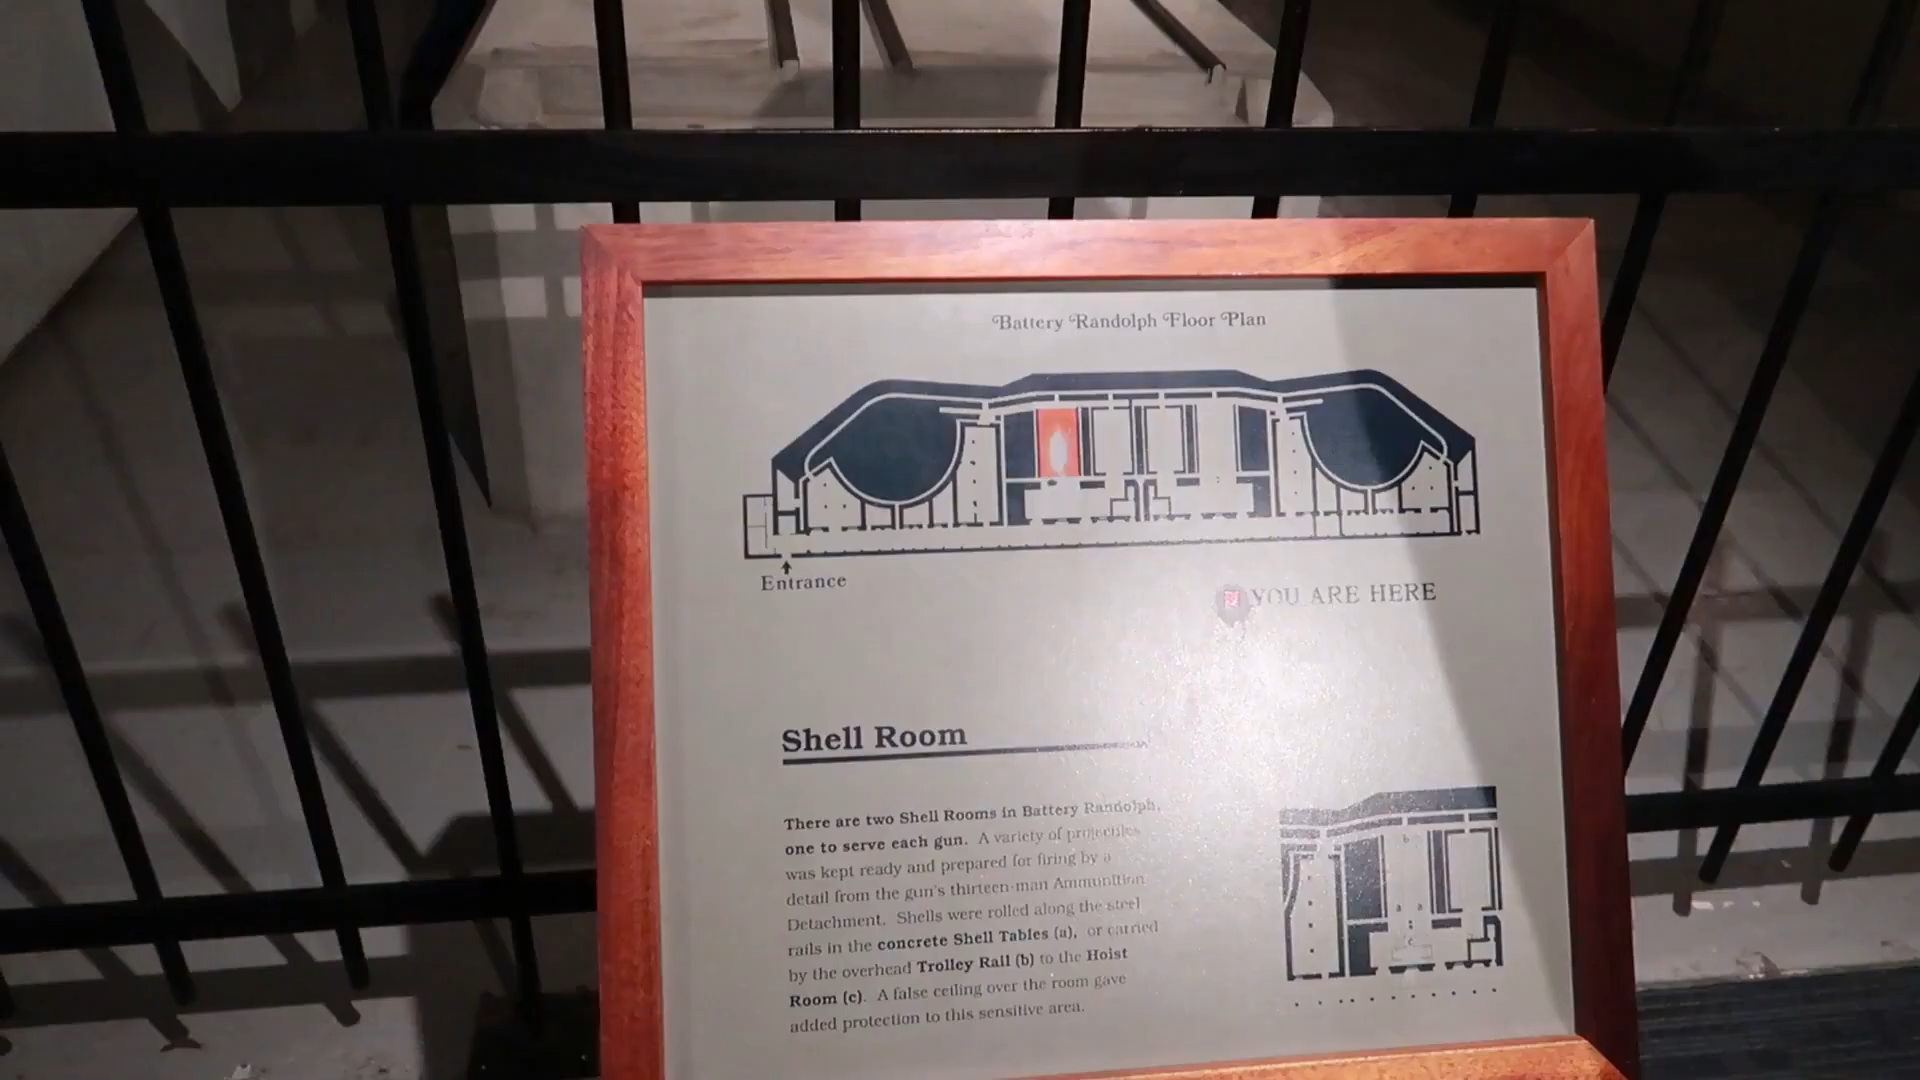 Battery Randolph Floor Plan
Entrance
YOU ARE HERE
Shell Room
There are two Shell Rooms in Battery Randolph,
one to serve each gun. A variety of projectiles
was kept ready and prepared for firing by a
detail from the gun's thirteen-man Ammunition
Detachment. Shells were rolled along the steel
rails in the concrete Shell Tables (a), or carried
by the overhead Trolley Rail (b) to the Hoist
Room (c). A false ceiling over the room gave
added protection to this sensitive area.
b
a a
c